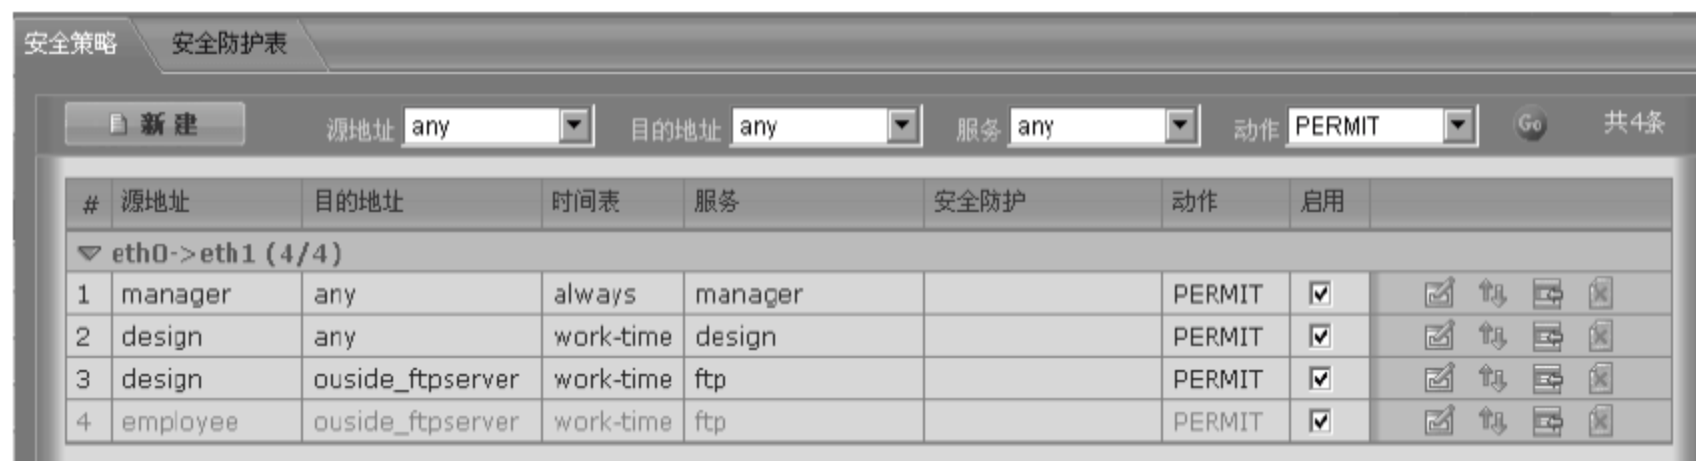 安全策略 安全防护表
新建 源地址 any 目的地址 any 服务 any 动作 PERMIT Go 共4条
# 源地址 目的地址 时间表 服务 安全防护 动作 启用
eth0->eth1 (4/4)
1 manager any always manager PERMIT
2 design any work-time design PERMIT
3 design ouside_ftpserver work-time ftp PERMIT
4 employee ouside_ftpserver work-time ftp PERMIT